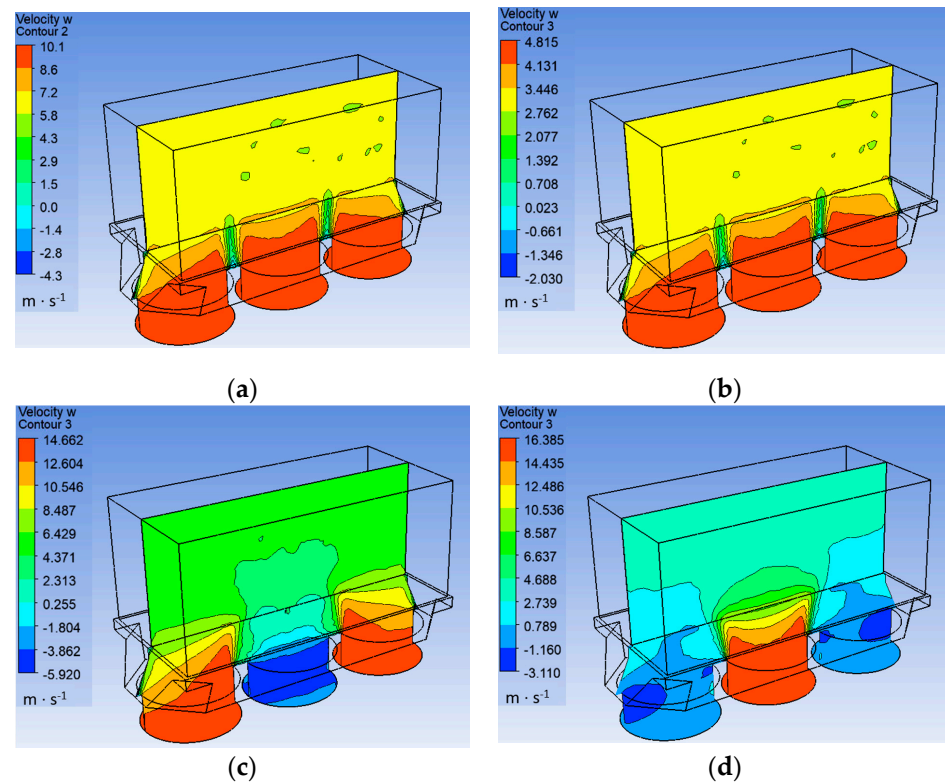 Velocity w
Contour 2
10.1
8.6
7.2
5.8
4.3
2.9
1.5
0.0
-1.4
-2.8
-4.3
m · s⁻¹
(a)
Velocity w
Contour 3
4.815
4.131
3.446
2.762
2.077
1.392
0.708
0.023
-0.661
-1.346
-2.030
m · s⁻¹
(b)
Velocity w
Contour 3
14.662
12.604
10.546
8.487
6.429
4.371
2.313
0.255
-1.804
-3.862
-5.920
m · s⁻¹
(c)
Velocity w
Contour 3
16.385
14.435
12.486
10.536
8.587
6.637
4.688
2.739
0.789
-1.160
-3.110
m · s⁻¹
(d)